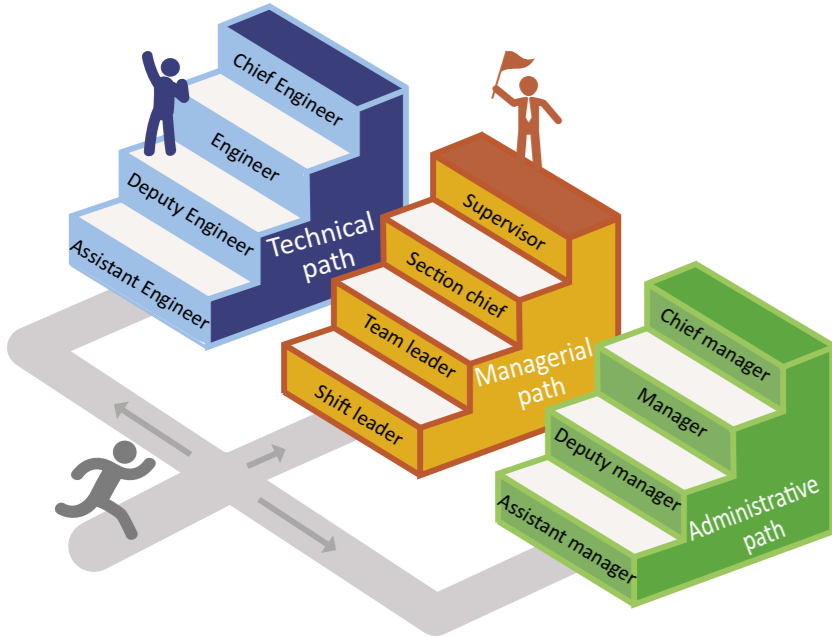 Chief Engineer
Engineer
Deputy Engineer
Assistant Engineer
Technical
path
Supervisor
Section chief
Team leader
Shift leader
Managerial
path
Chief manager
Manager
Deputy manager
Assistant manager
Administrative
path